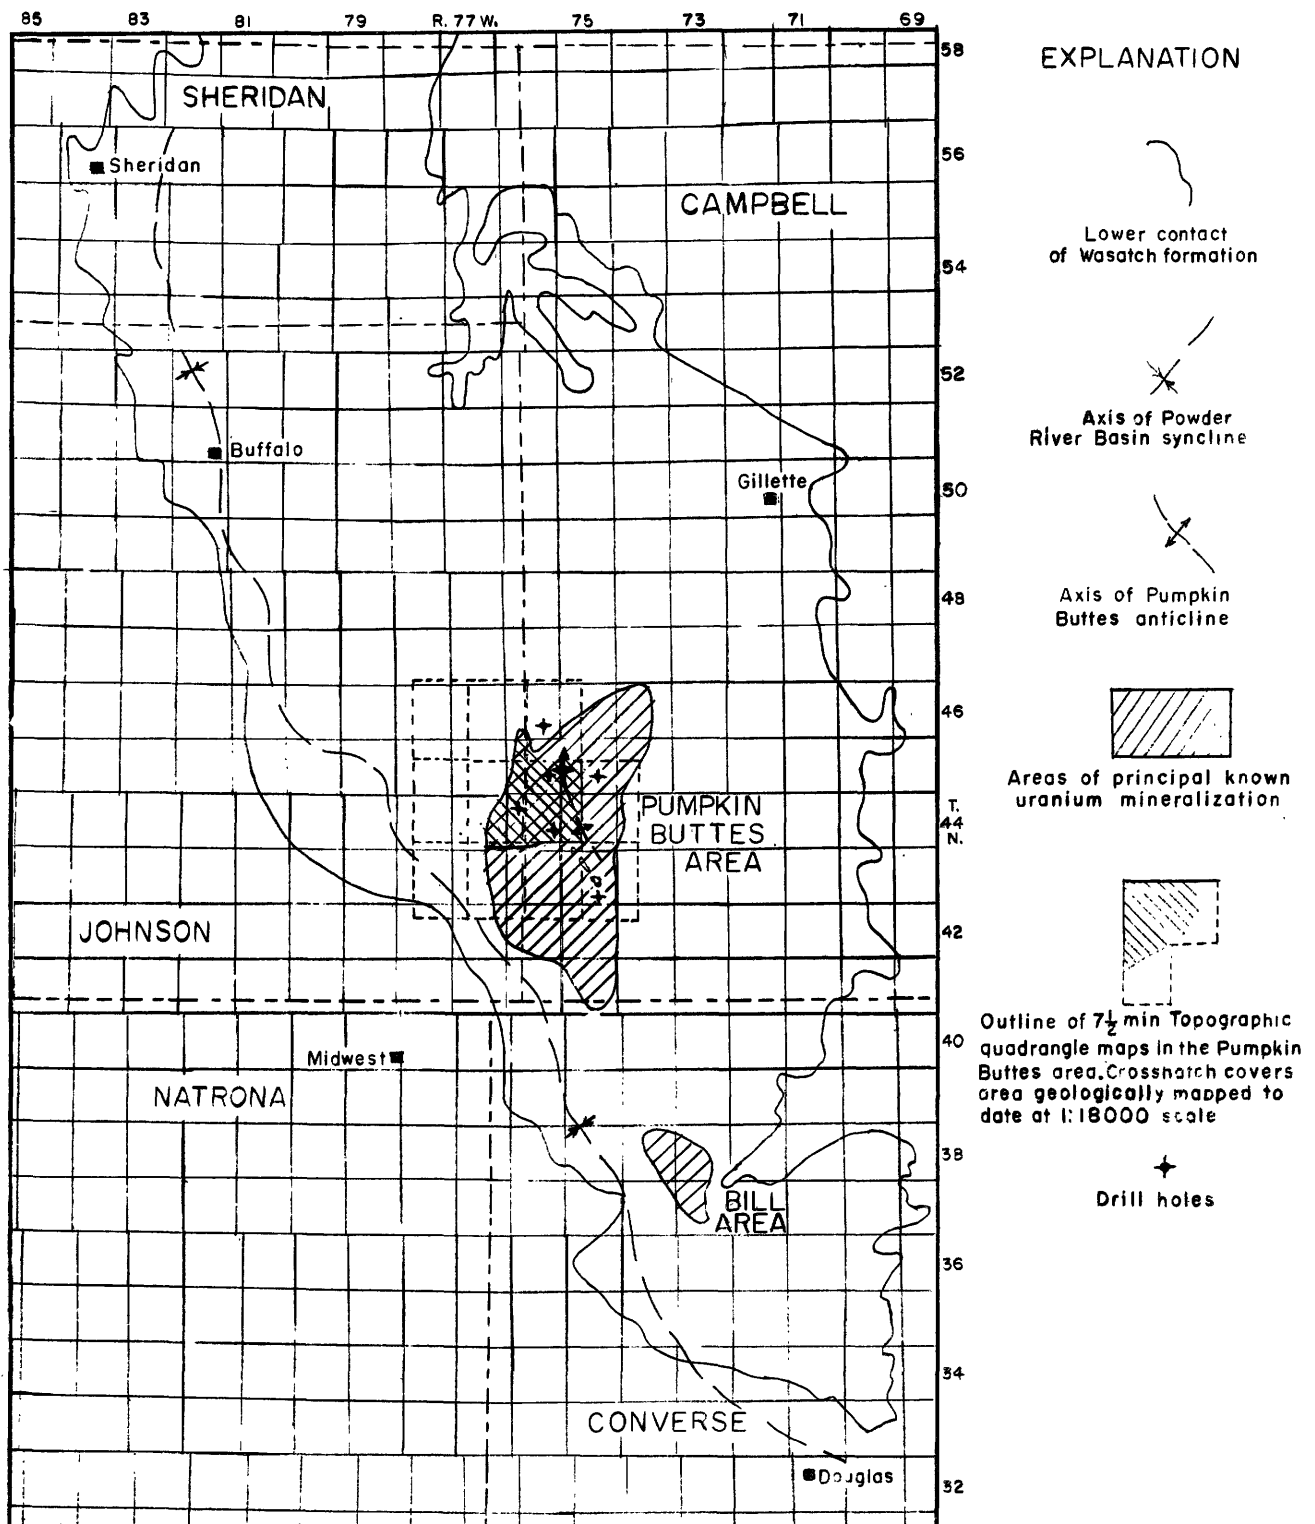 85 83 81 79 R. 77 W. 75 73 71 69
58
EXPLANATION
SHERIDAN
56
Sheridan
CAMPBELL
Lower contact
of Wasatch formation
54
52
Axis of Powder
River Basin syncline
Buffalo
Gillette
50
48
Axis of Pumpkin
Buttes anticline
46
Areas of principal known
uranium mineralization
PUMPKIN
BUTTES
AREA
T.
44
N.
JOHNSON
42
Outline of 7½ min Topographic
quadrangle maps in the Pumpkin
Buttes area. Crosshatch covers
area geologically mapped to
date at 1:18000 scale
40
Midwest
NATRONA
38
Drill holes
BILL
AREA
36
34
CONVERSE
Douglas
32